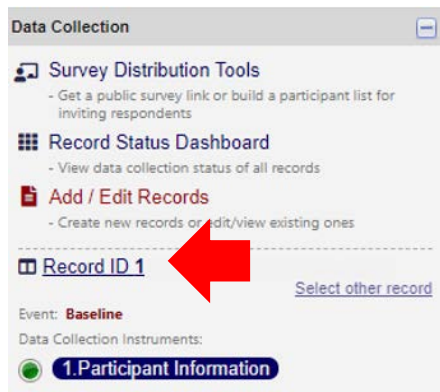 Data Collection
Survey Distribution Tools
- Get a public survey link or build a participant list for
inviting respondents
Record Status Dashboard
- View data collection status of all records
Add / Edit Records
- Create new records or edit/view existing ones
Record ID 1
Select other record
Event: Baseline
Data Collection Instruments:
1.Participant Information